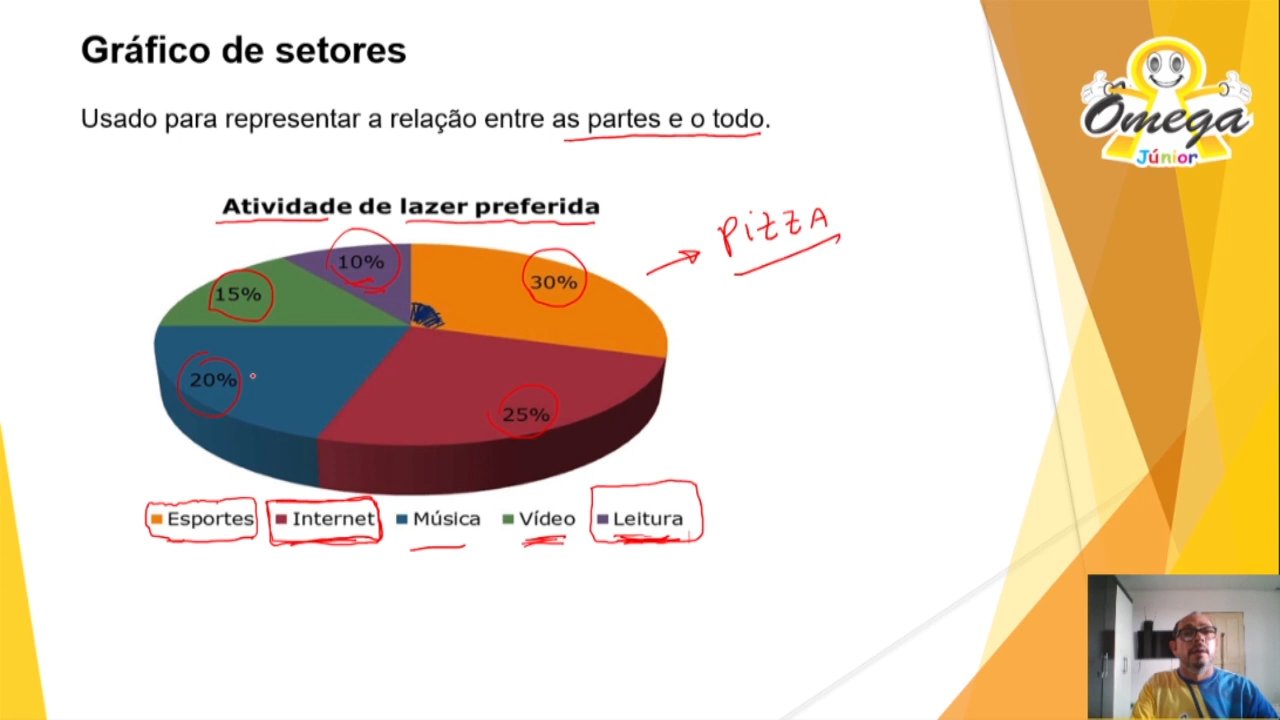 Gráfico de setores
Usado para representar a relação entre as partes e o todo.
Ômega
Júnior
Atividade de lazer preferida
PIZZA
10%
30%
15%
20%
25%
Esportes Internet Música Vídeo Leitura